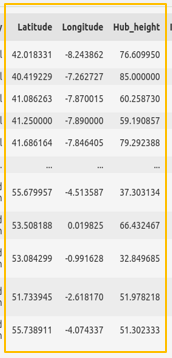 y Latitude Longitude Hub_height
l 42.018331 -8.243862 76.609950
l 40.419229 -7.262727 85.000000
l 41.086263 -7.870015 60.258730
l 41.250000 -7.890000 59.190857
l 41.686164 -7.846405 79.292388
... ... ... ...
d
n 55.679957 -4.513587 37.303134
d
n 53.508188 0.019825 66.432467
d
n 53.084299 -0.991628 32.849685
d
n 51.733945 -2.618170 51.978218
d
n 55.738911 -4.074337 51.302333